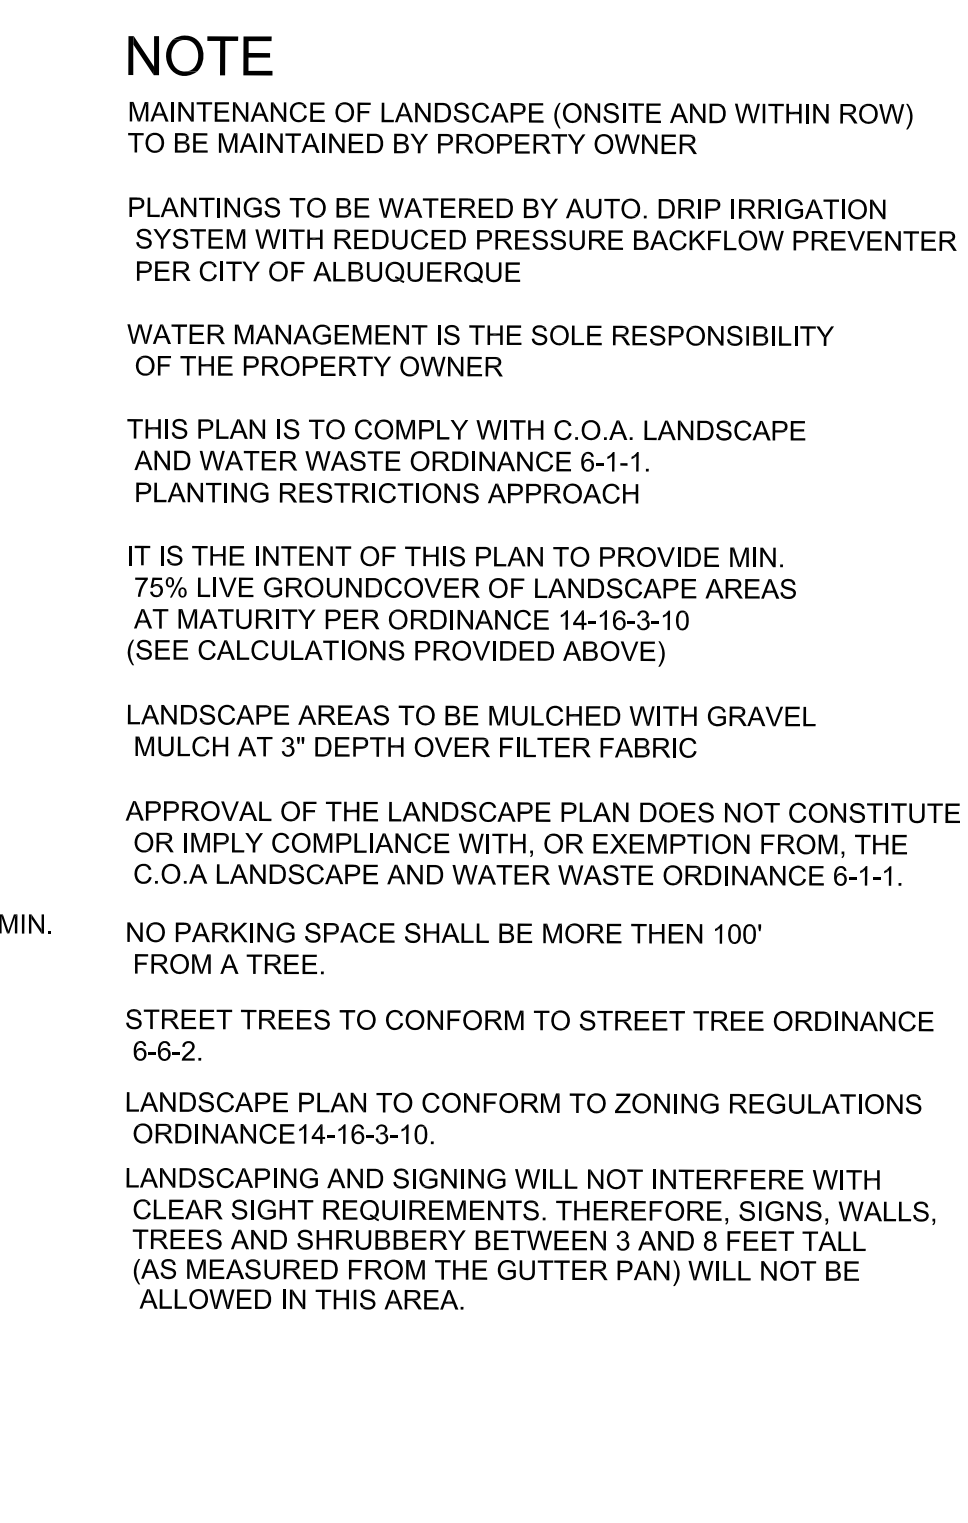 NOTE
MAINTENANCE OF LANDSCAPE (ONSITE AND WITHIN ROW)
TO BE MAINTAINED BY PROPERTY OWNER
PLANTINGS TO BE WATERED BY AUTO. DRIP IRRIGATION
SYSTEM WITH REDUCED PRESSURE BACKFLOW PREVENTER
PER CITY OF ALBUQUERQUE
WATER MANAGEMENT IS THE SOLE RESPONSIBILITY
OF THE PROPERTY OWNER
THIS PLAN IS TO COMPLY WITH C.O.A. LANDSCAPE
AND WATER WASTE ORDINANCE 6-1-1.
PLANTING RESTRICTIONS APPROACH
IT IS THE INTENT OF THIS PLAN TO PROVIDE MIN.
75% LIVE GROUNDCOVER OF LANDSCAPE AREAS
AT MATURITY PER ORDINANCE 14-16-3-10
(SEE CALCULATIONS PROVIDED ABOVE)
LANDSCAPE AREAS TO BE MULCHED WITH GRAVEL
MULCH AT 3" DEPTH OVER FILTER FABRIC
APPROVAL OF THE LANDSCAPE PLAN DOES NOT CONSTITUTE
OR IMPLY COMPLIANCE WITH, OR EXEMPTION FROM, THE
C.O.A LANDSCAPE AND WATER WASTE ORDINANCE 6-1-1.
MIN.
NO PARKING SPACE SHALL BE MORE THEN 100'
FROM A TREE.
STREET TREES TO CONFORM TO STREET TREE ORDINANCE
6-6-2.
LANDSCAPE PLAN TO CONFORM TO ZONING REGULATIONS
ORDINANCE14-16-3-10.
LANDSCAPING AND SIGNING WILL NOT INTERFERE WITH
CLEAR SIGHT REQUIREMENTS. THEREFORE, SIGNS, WALLS,
TREES AND SHRUBBERY BETWEEN 3 AND 8 FEET TALL
(AS MEASURED FROM THE GUTTER PAN) WILL NOT BE
ALLOWED IN THIS AREA.